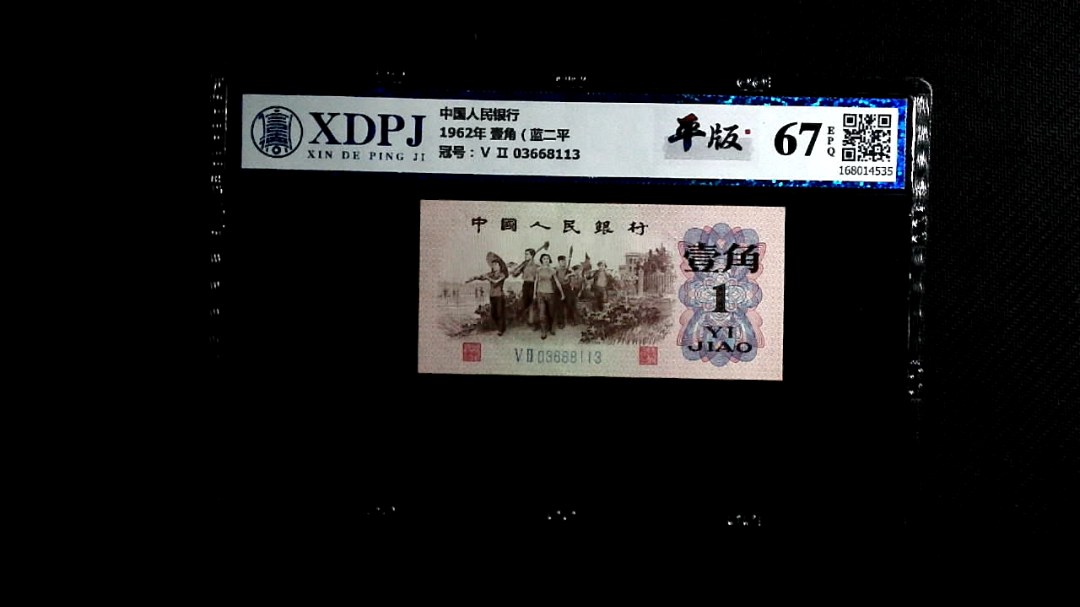 XDPJ
XIN DE PING JI
中国人民银行
1962年 壹角（蓝二平
冠号：V II 03668113
平版
67
EPQ
168014535
中國人民銀行
壹角
1
YI
JIAO
V II 03668113